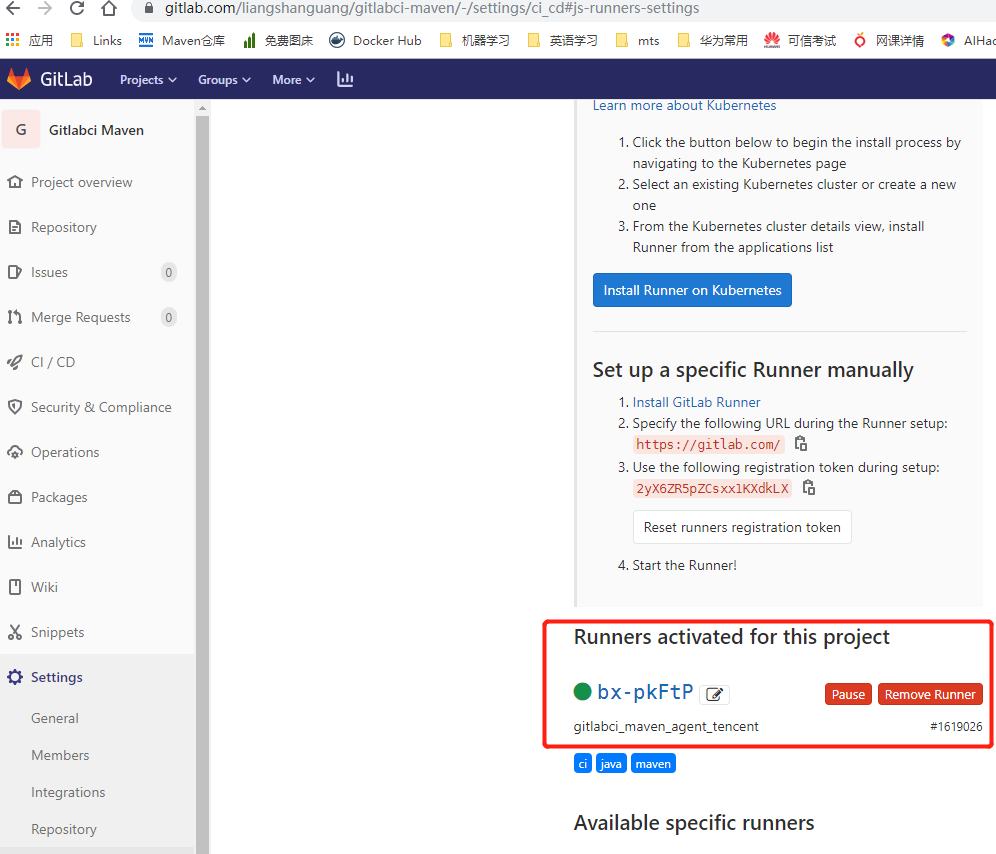 gitlab.com/liangshanguang/gitlabci-maven/-/settings/ci_cd#js-runners-settings
应用 Links MVN Maven仓库 免费图床 Docker Hub 机器学习 英语学习 mts 华为常用 HUAWEI 可信考试 网课详情 AIHac
GitLab Projects Groups More
G Gitlabci Maven
Project overview
Repository
Issues 0
Merge Requests 0
CI / CD
Security & Compliance
Operations
Packages
Analytics
Wiki
Snippets
Settings
General
Members
Integrations
Repository
Learn more about Kubernetes
1. Click the button below to begin the install process by
navigating to the Kubernetes page
2. Select an existing Kubernetes cluster or create a new
one
3. From the Kubernetes cluster details view, install
Runner from the applications list
Install Runner on Kubernetes
Set up a specific Runner manually
1. Install GitLab Runner
2. Specify the following URL during the Runner setup:
https://gitlab.com/
3. Use the following registration token during setup:
2yX6ZR5pZCsxx1KXdkLX
Reset runners registration token
4. Start the Runner!
Runners activated for this project
bx-pkFtP Pause Remove Runner
gitlabci_maven_agent_tencent #1619026
ci java maven
Available specific runners